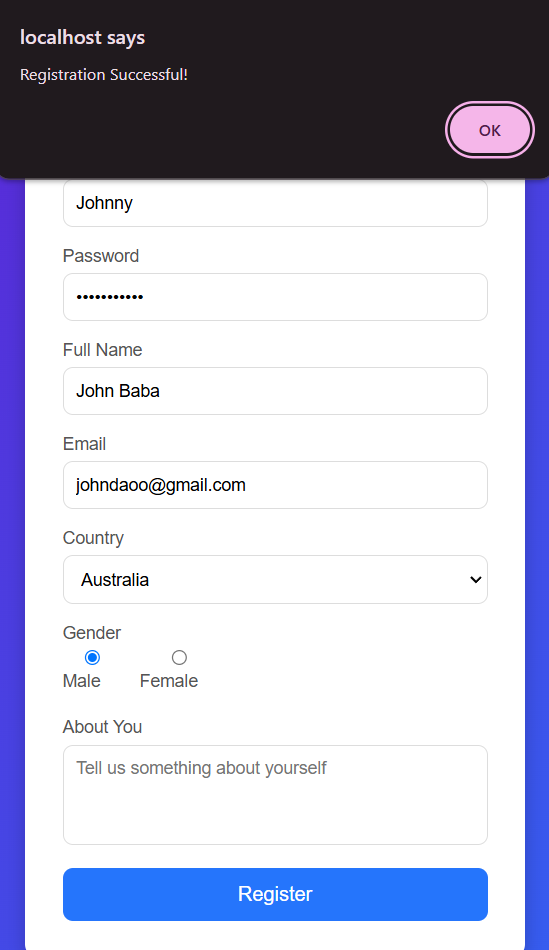 localhost says
Registration Successful!
OK
Johnny
Password
•••••••••••
Full Name
John Baba
Email
johndaoo@gmail.com
Country
Australia
Gender
Male Female
About You
Tell us something about yourself
Register